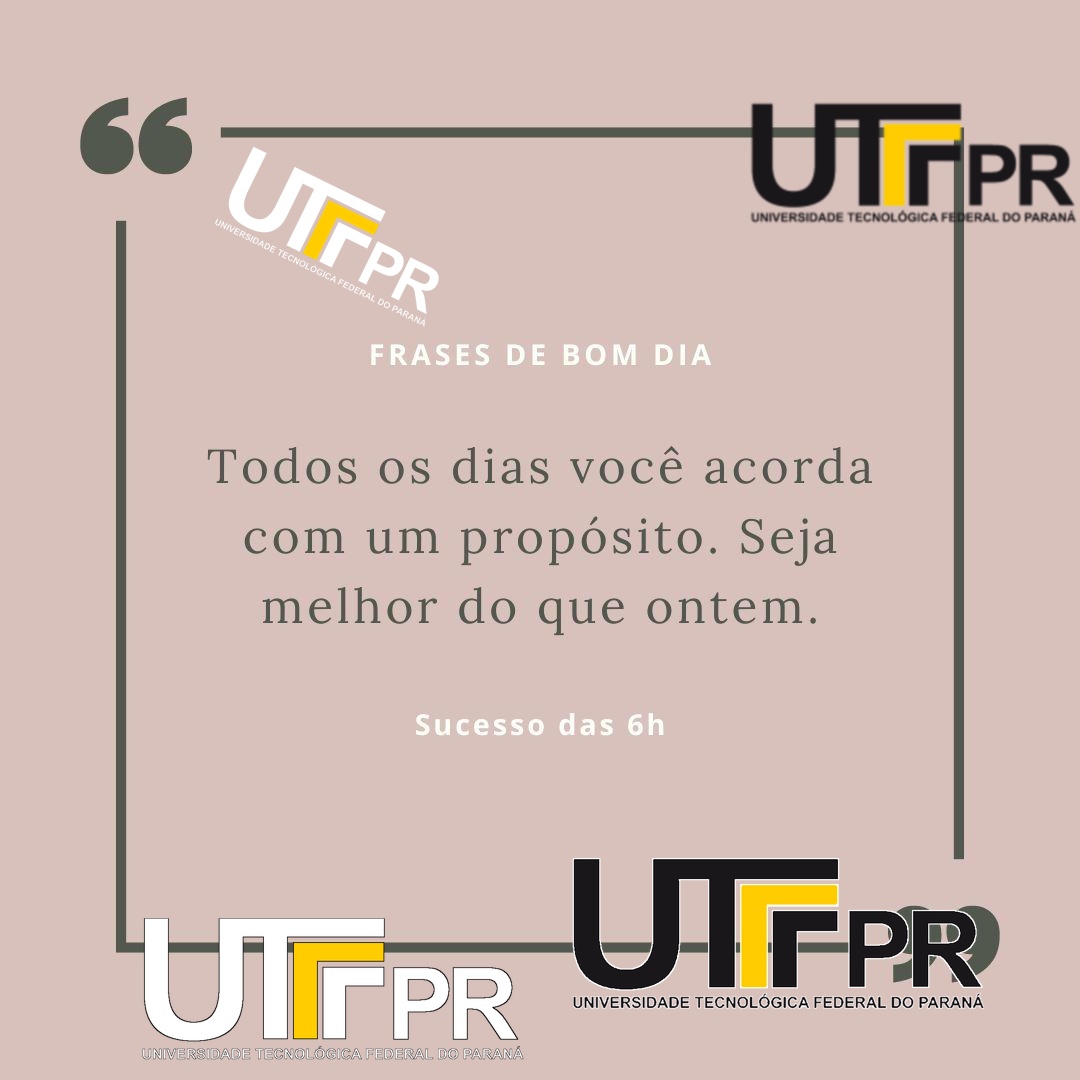 “
UTFPR
UNIVERSIDADE TECNOLÓGICA FEDERAL DO PARANÁ
UTFPR
UNIVERSIDADE TECNOLÓGICA FEDERAL DO PARANÁ
FRASES DE BOM DIA
Todos os dias você acorda
com um propósito. Seja
melhor do que ontem.
Sucesso das 6h
UTFPR
UNIVERSIDADE TECNOLÓGICA FEDERAL DO PARANÁ
”
UTFPR
UNIVERSIDADE TECNOLÓGICA FEDERAL DO PARANÁ